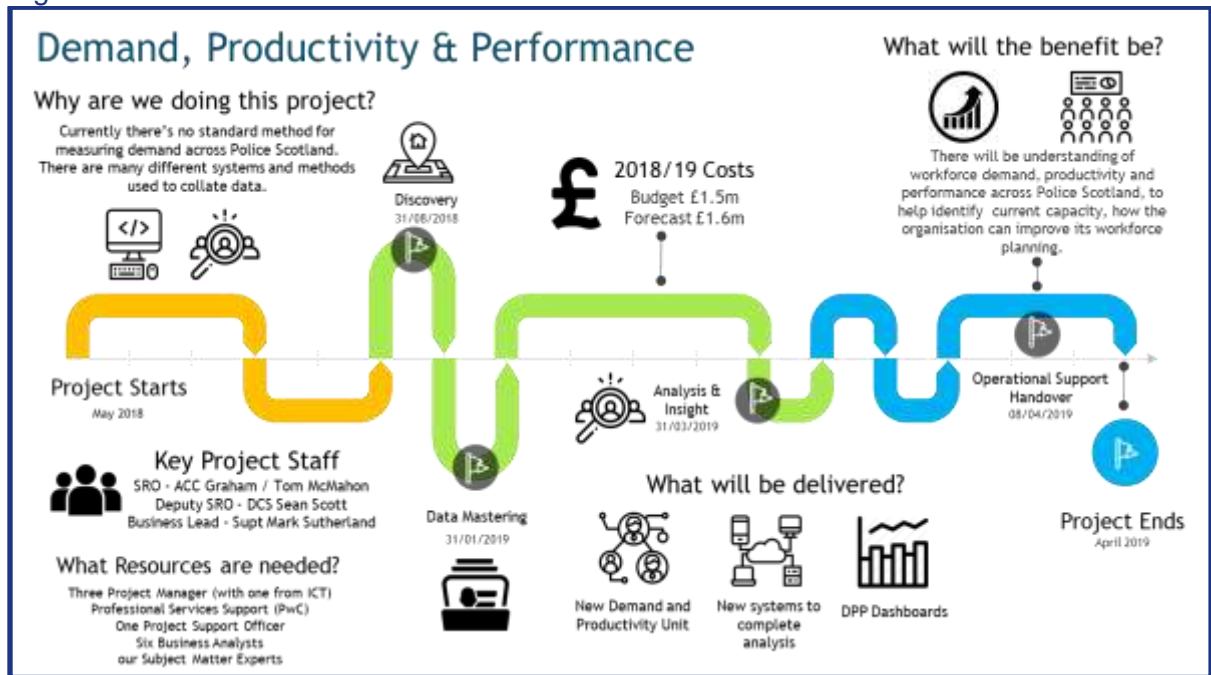 Demand, Productivity & Performance
Why are we doing this project?
Currently there's no standard method for
measuring demand across Police Scotland.
There are many different systems and methods
used to collate data.
</>
Discovery
31/08/2018
2018/19 Costs
Budget £1.5m
Forecast £1.6m
£
What will the benefit be?
There will be understanding of
workforce demand, productivity and
performance across Police Scotland, to
help identify current capacity, how the
organisation can improve its workforce
planning.
Project Starts
May 2018
Analysis &
Insight
31/03/2019
Operational Support
Handover
08/04/2019
Key Project Staff
SRO - ACC Graham / Tom McMahon
Deputy SRO - DCS Sean Scott
Business Lead - Supt Mark Sutherland
Data Mastering
31/01/2019
What will be delivered?
New Demand and
Productivity Unit
New systems to
complete
analysis
DPP Dashboards
Project Ends
April 2019
What Resources are needed?
Three Project Manager (with one from ICT)
Professional Services Support (PwC)
One Project Support Officer
Six Business Analysts
our Subject Matter Experts